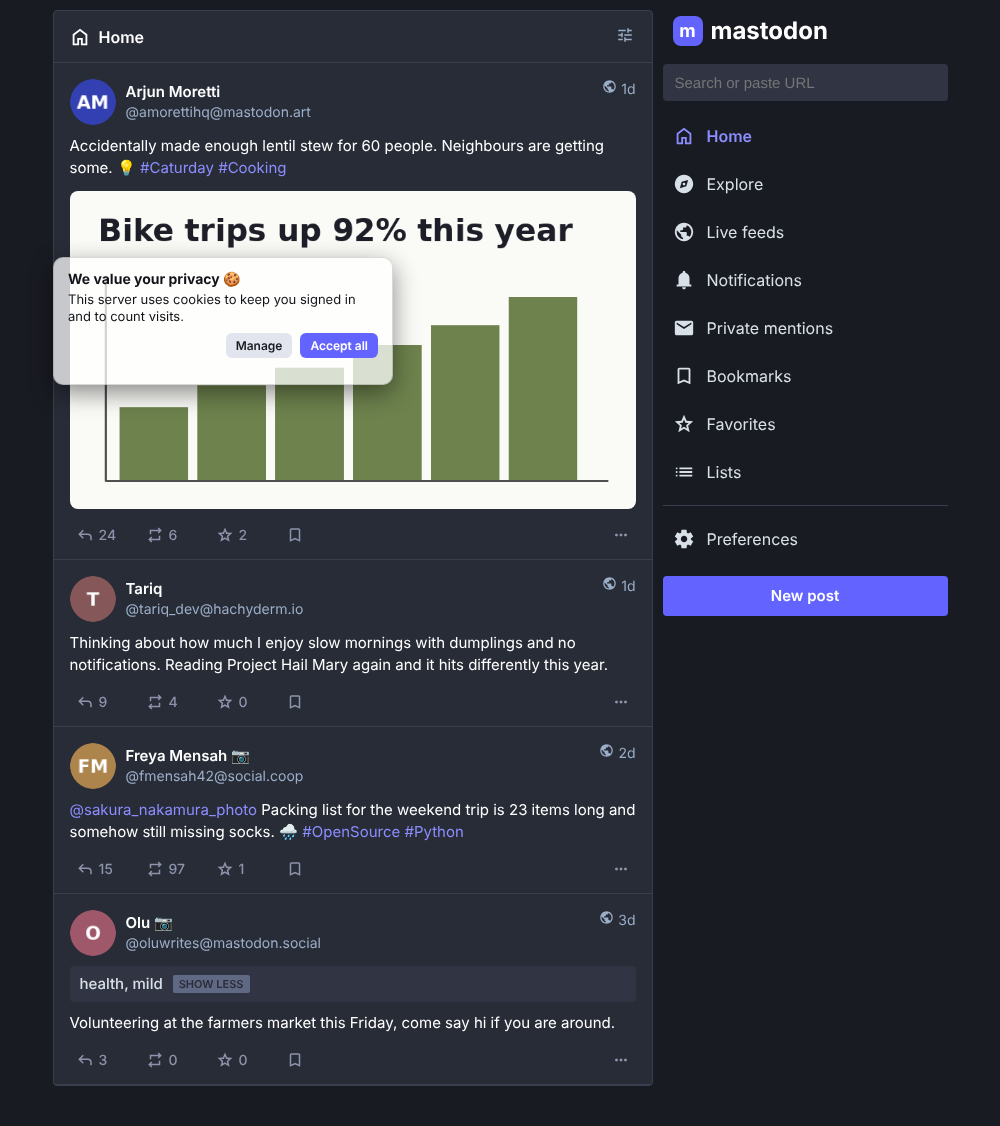 Home
AM
Arjun Moretti
1d
@amorettihq@mastodon.art
Accidentally made enough lentil stew for 60 people. Neighbours are getting
some. 💡 #Caturday #Cooking
Bike trips up 92% this year
We value your privacy 🍪
This server uses cookies to keep you signed in
and to count visits.
Manage
Accept all
24
6
2
T
Tariq
1d
@tariq_dev@hachyderm.io
Thinking about how much I enjoy slow mornings with dumplings and no
notifications. Reading Project Hail Mary again and it hits differently this year.
9
4
0
FM
Freya Mensah 📷
2d
@fmensah42@social.coop
@sakura_nakamura_photo Packing list for the weekend trip is 23 items long and
somehow still missing socks. 🌧️ #OpenSource #Python
15
97
1
O
Olu 📷
3d
@oluwrites@mastodon.social
health, mild
SHOW LESS
Volunteering at the farmers market this Friday, come say hi if you are around.
3
0
0
m
mastodon
Search or paste URL
Home
Explore
Live feeds
Notifications
Private mentions
Bookmarks
Favorites
Lists
Preferences
New post